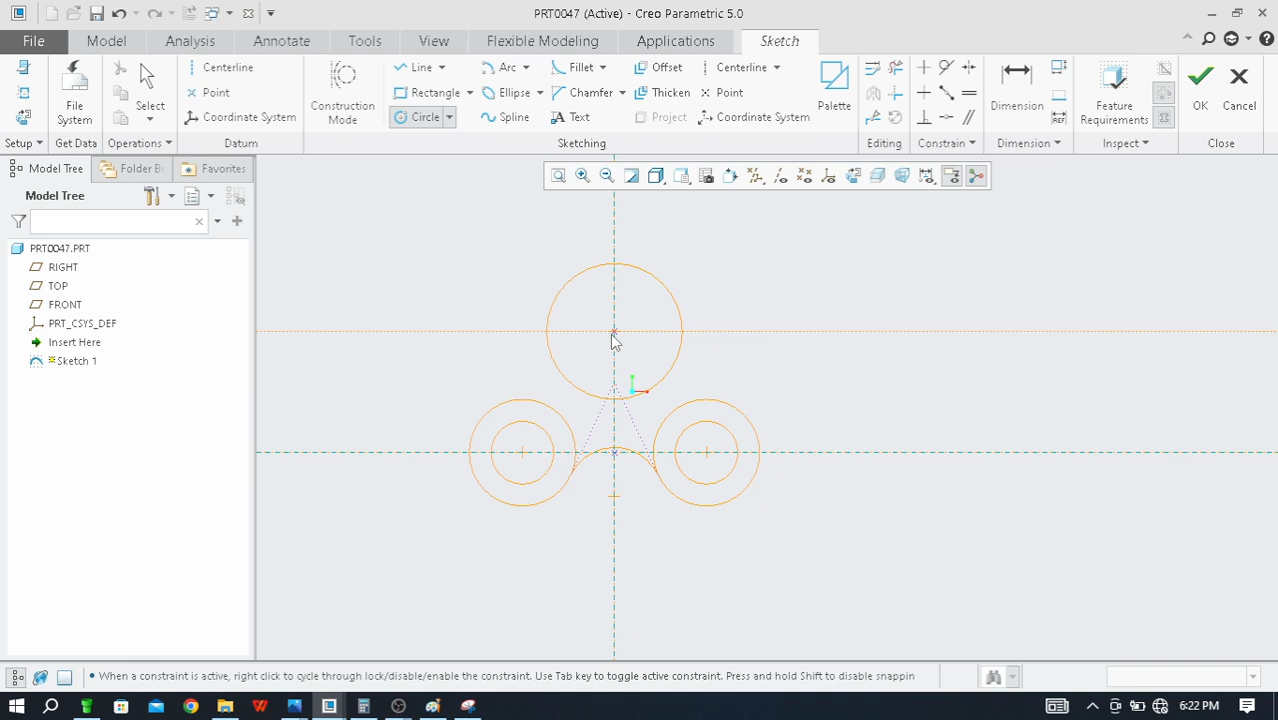 PRT0047 (Active) - Creo Parametric 5.0
File Model Analysis Annotate Tools View Flexible Modeling Applications Sketch
Centerline Line Arc Fillet Offset Centerline
Point Rectangle Ellipse Chamfer Thicken Point
Coordinate System Circle Spline Text Project Coordinate System
File System Select Construction Mode Palette Dimension Feature Requirements OK Cancel
Setup Get Data Operations Datum Sketching Editing Constrain Dimension Inspect Close
Model Tree Folder B Favorites
Model Tree
PRT0047.PRT
RIGHT
TOP
FRONT
PRT_CSYS_DEF
Insert Here
Sketch 1
• When a constraint is active, right click to cycle through lock/disable/enable the constraint. Use Tab key to toggle active constraint. Press and hold Shift to disable snappin
6:22 PM